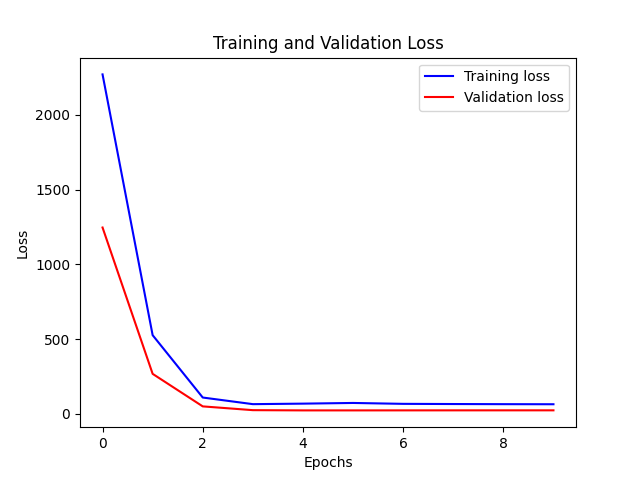 Training and Validation Loss
Training loss
Validation loss
2000
1500
1000
500
0
Loss
0 2 4 6 8
Epochs